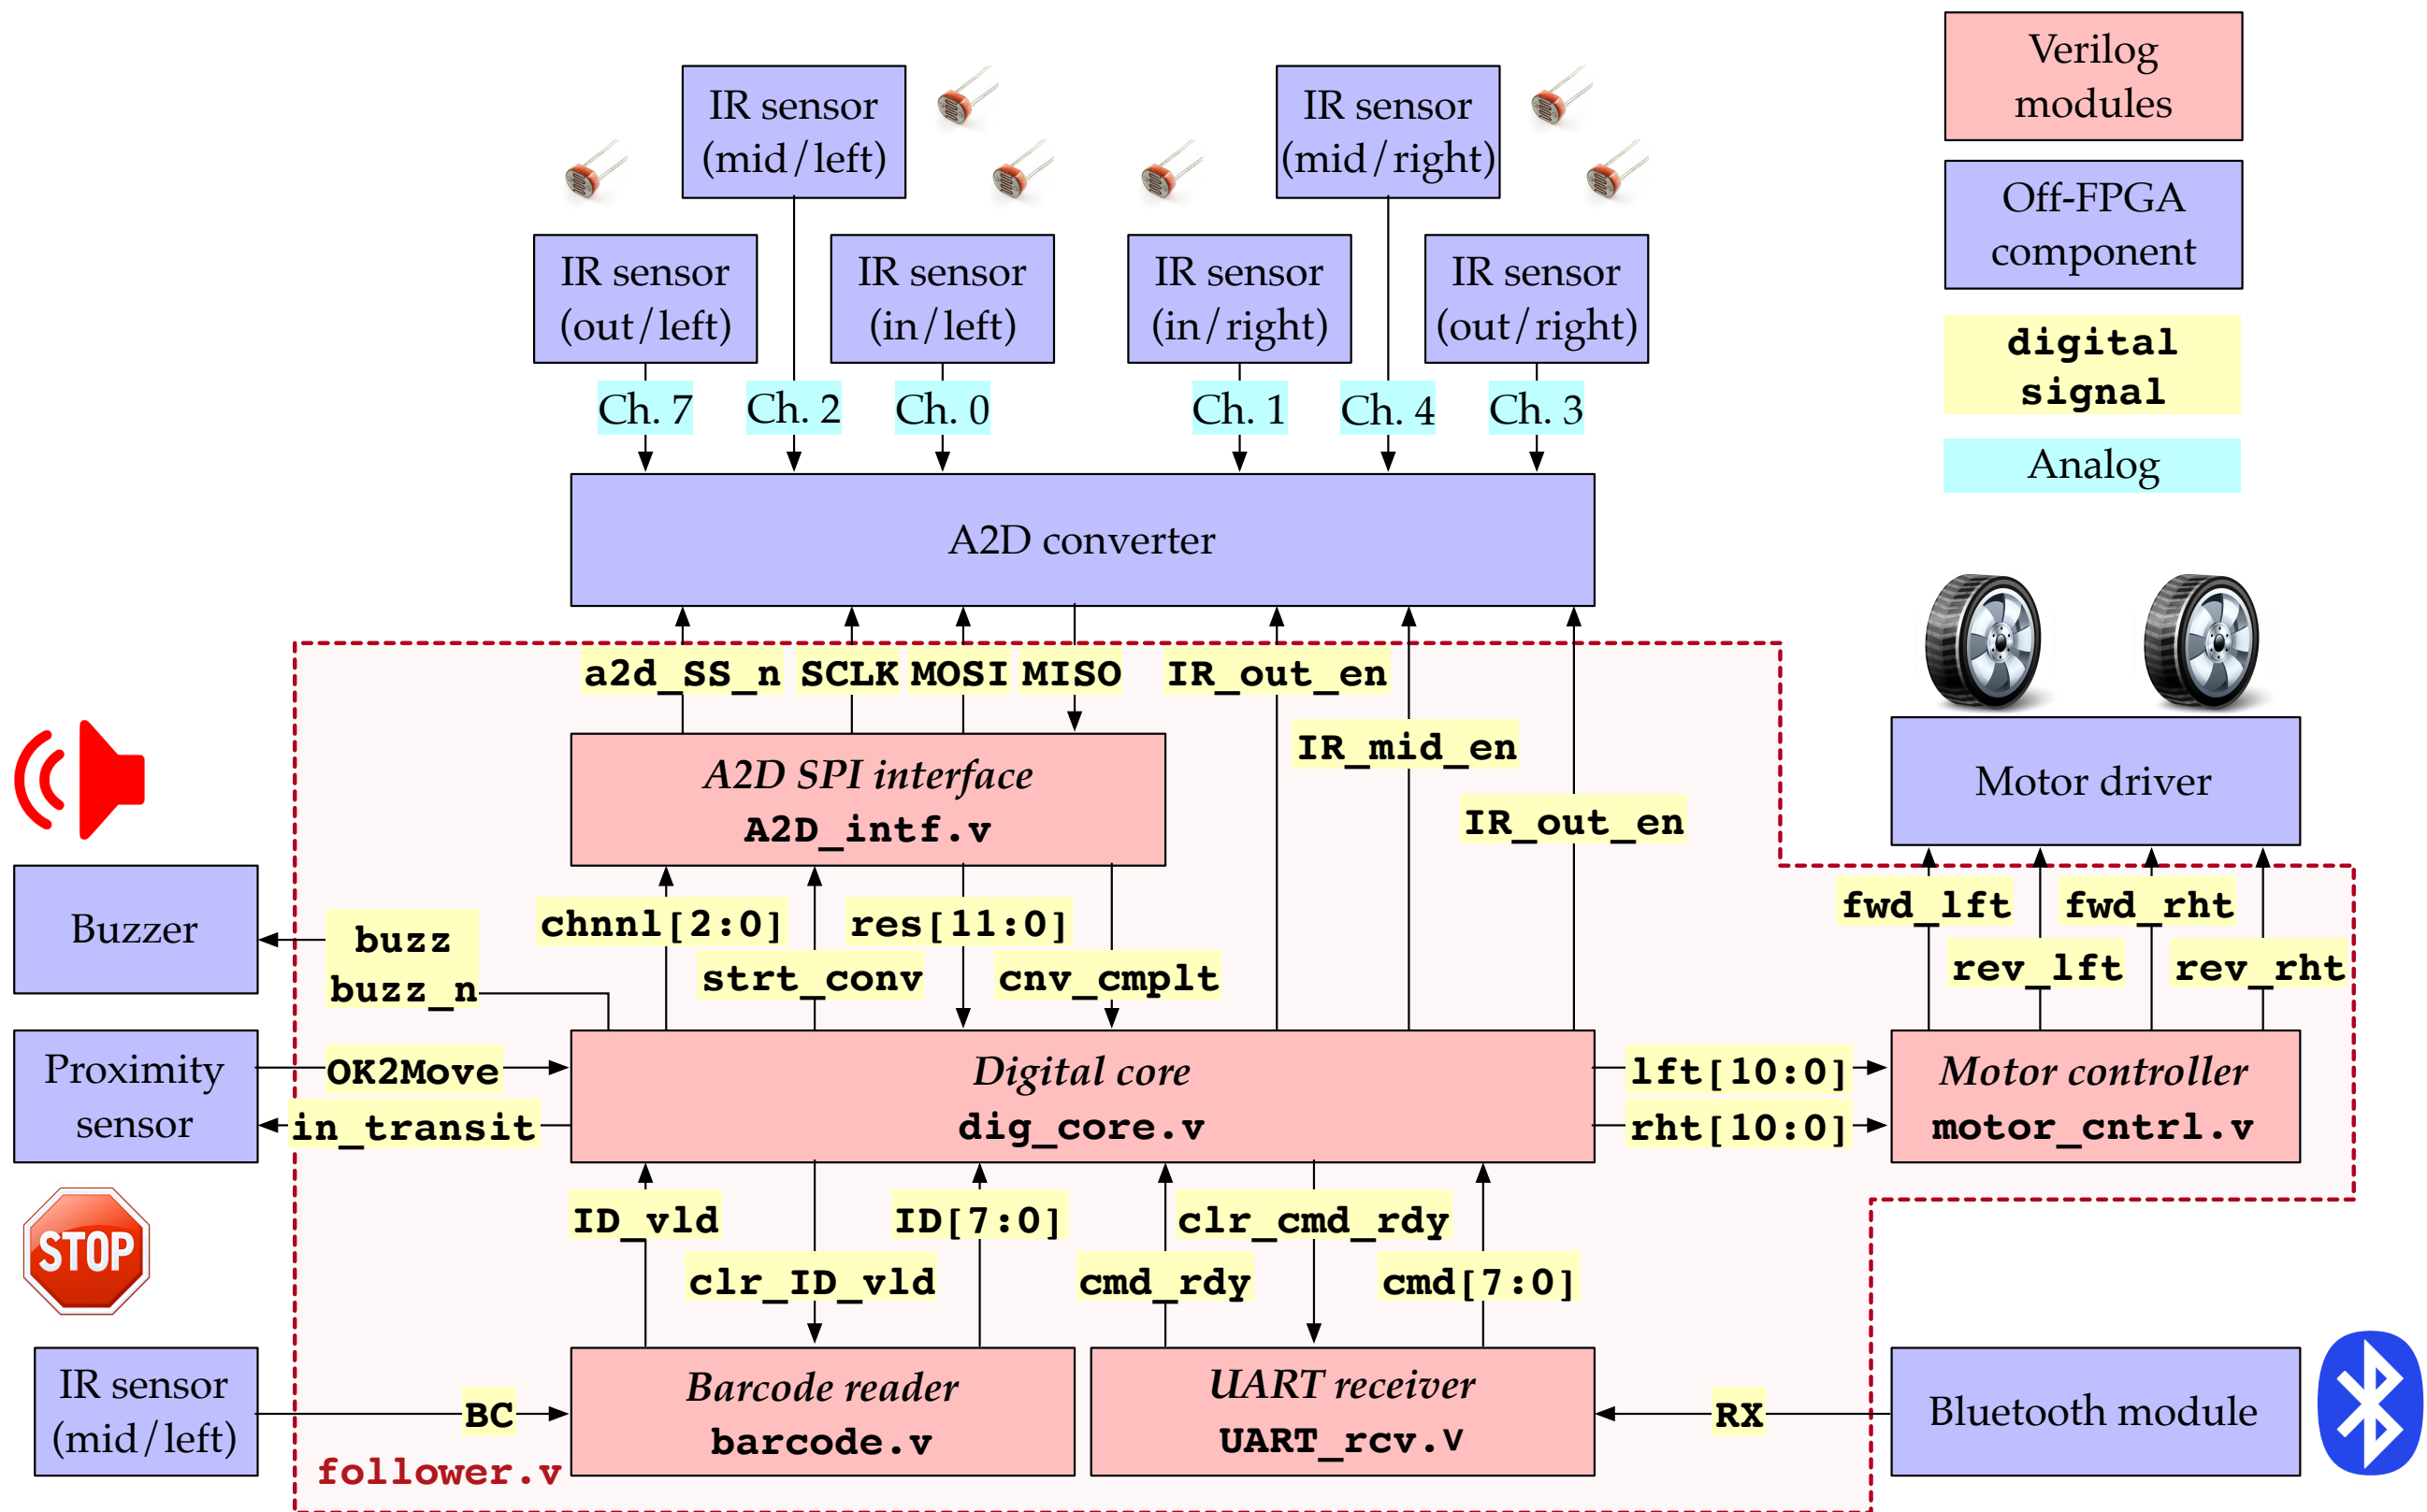 Verilog
modules
Off-FPGA
component
digital
signal
Analog
IR sensor
(mid/left)
IR sensor
(mid/right)
IR sensor
(out/left)
IR sensor
(in/left)
IR sensor
(in/right)
IR sensor
(out/right)
Ch. 7
Ch. 2
Ch. 0
Ch. 1
Ch. 4
Ch. 3
A2D converter
a2d_SS_n
SCLK
MOSI
MISO
IR_out_en
IR_mid_en
IR_out_en
A2D SPI interface
A2D_intf.v
Motor driver
Buzzer
buzz
buzz_n
chnnl[2:0]
strt_conv
res[11:0]
cnv_cmplt
fwd_lft
rev_lft
fwd_rht
rev_rht
Proximity
sensor
OK2Move
in_transit
Digital core
dig_core.v
lft[10:0]
rht[10:0]
Motor controller
motor_cntrl.v
STOP
ID_vld
clr_ID_vld
ID[7:0]
cmd_rdy
clr_cmd_rdy
cmd[7:0]
IR sensor
(mid/left)
BC
Barcode reader
barcode.v
UART receiver
UART_rcv.V
RX
Bluetooth module
follower.v